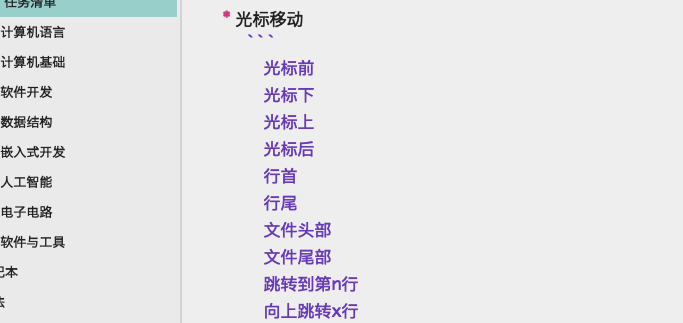 任务清单
计算机语言
计算机基础
软件开发
数据结构
嵌入式开发
人工智能
电子电路
软件与工具
记本
法
* 光标移动
```
光标前
光标下
光标上
光标后
行首
行尾
文件头部
文件尾部
跳转到第n行
向上跳转x行